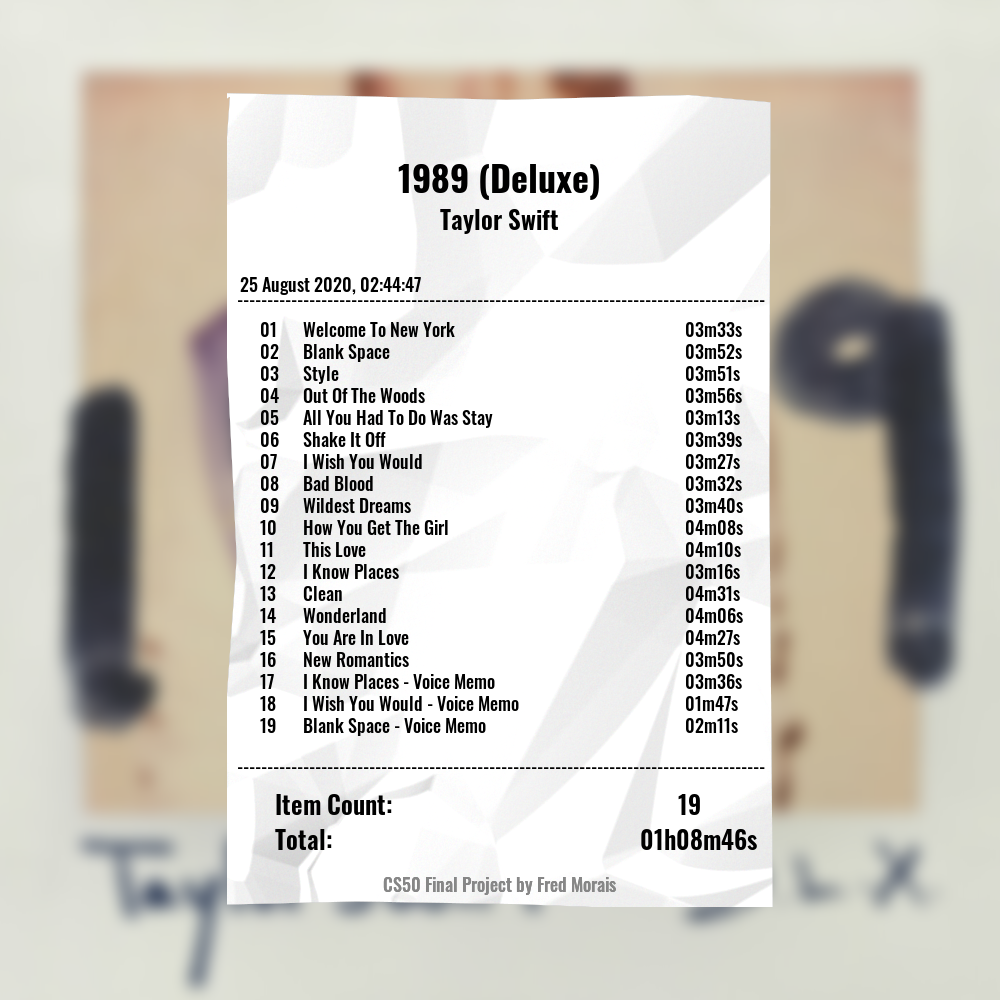 1989 (Deluxe)
Taylor Swift
25 August 2020, 02:44:47
01 Welcome To New York 03m33s
02 Blank Space 03m52s
03 Style 03m51s
04 Out Of The Woods 03m56s
05 All You Had To Do Was Stay 03m13s
06 Shake It Off 03m39s
07 I Wish You Would 03m27s
08 Bad Blood 03m32s
09 Wildest Dreams 03m40s
10 How You Get The Girl 04m08s
11 This Love 04m10s
12 I Know Places 03m16s
13 Clean 04m31s
14 Wonderland 04m06s
15 You Are In Love 04m27s
16 New Romantics 03m50s
17 I Know Places - Voice Memo 03m36s
18 I Wish You Would - Voice Memo 01m47s
19 Blank Space - Voice Memo 02m11s
Item Count: 19
Total: 01h08m46s
CS50 Final Project by Fred Morais